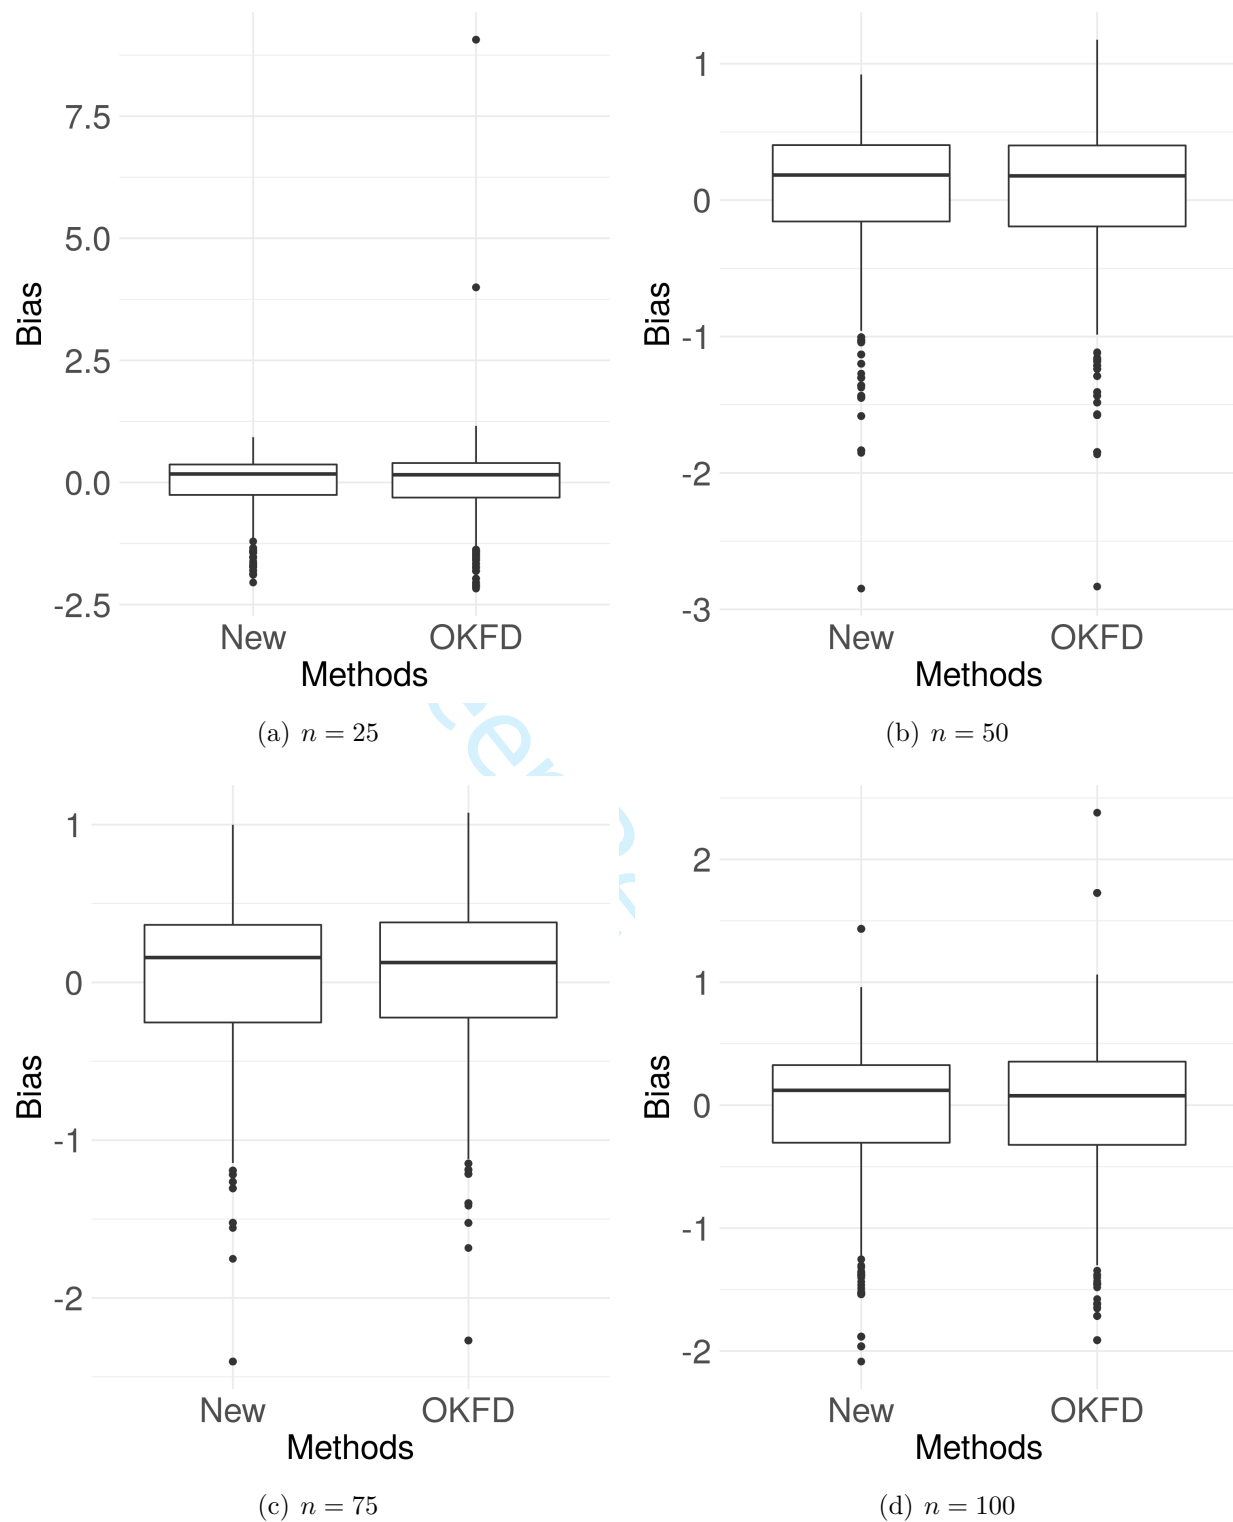 7.5
5.0
2.5
0.0
-2.5
Bias
New OKFD
Methods
(a) n = 25
1
0
-1
-2
-3
Bias
New OKFD
Methods
(b) n = 50
1
0
-1
-2
Bias
New OKFD
Methods
(c) n = 75
2
1
0
-1
-2
Bias
New OKFD
Methods
(d) n = 100